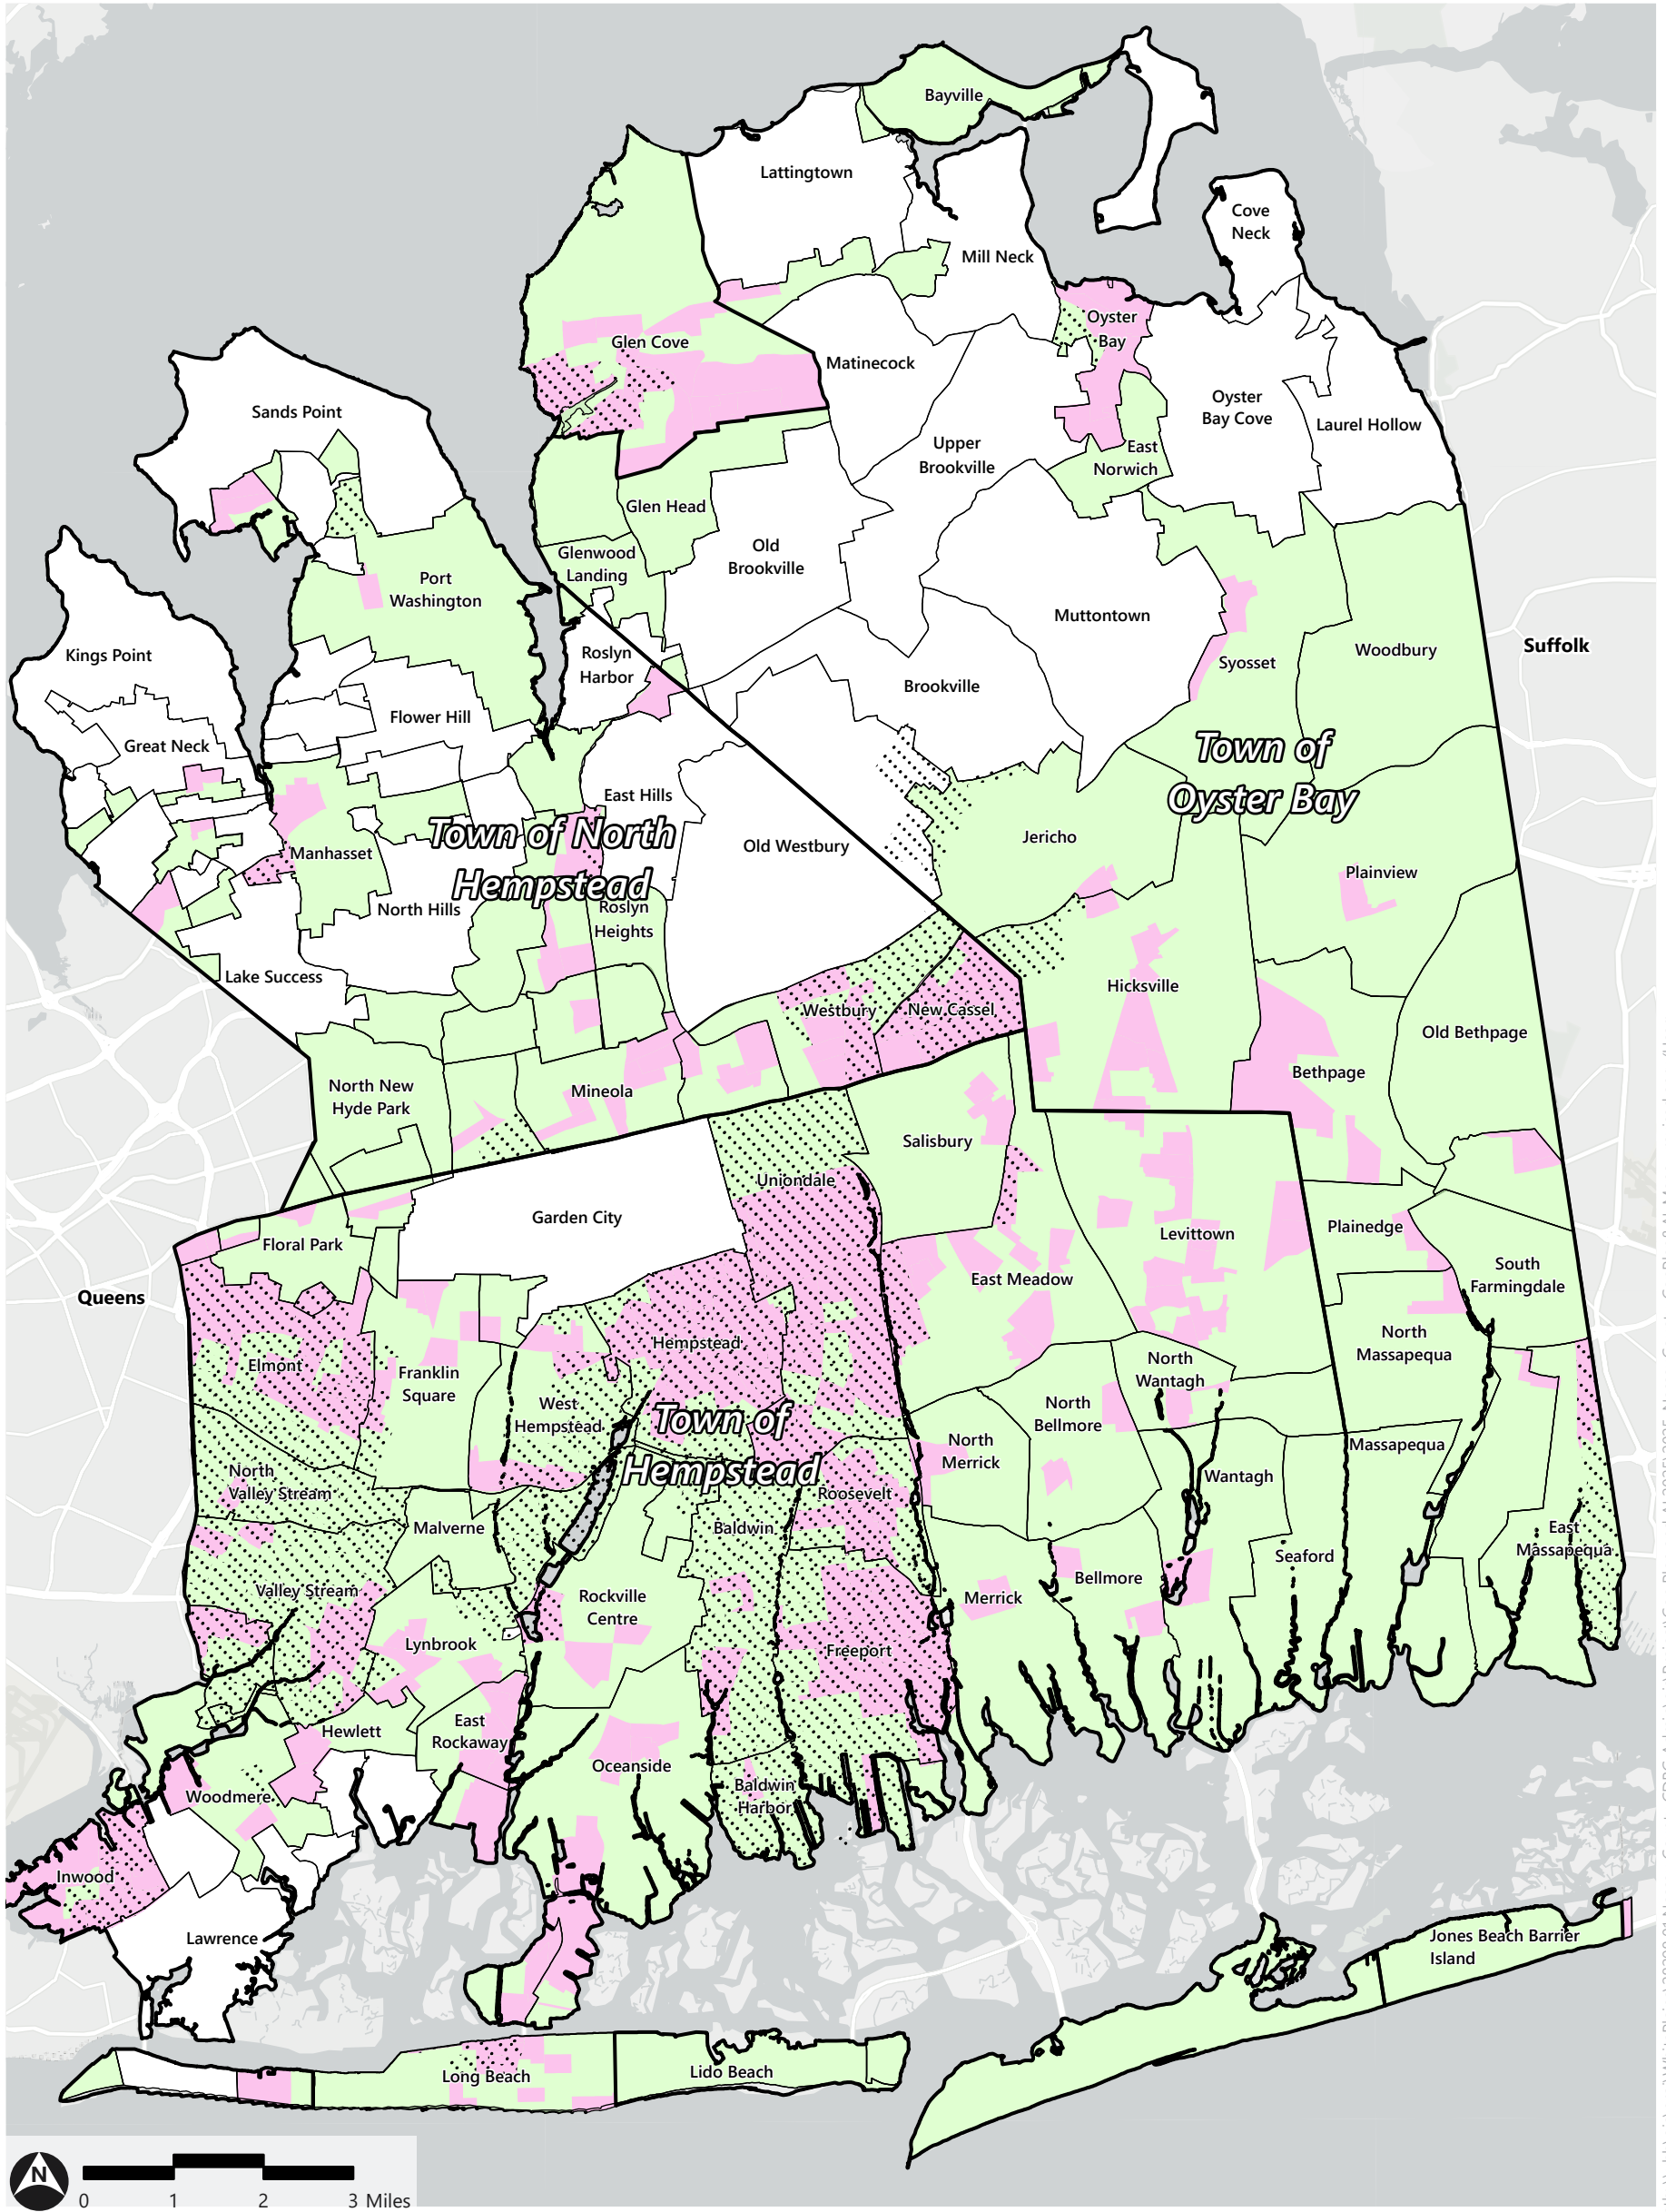 Bayville
Lattingtown
Cove
Neck
Mill Neck
Oyster
Bay
Glen Cove
Matinecock
Sands Point
Oyster
Bay Cove
Laurel Hollow
Upper
Brookville
East
Norwich
Glen Head
Old
Brookville
Glenwood
Landing
Port
Washington
Muttontown
Kings Point
Roslyn
Harbor
Woodbury
Suffolk
Syosset
Brookville
Flower Hill
Great Neck
Town of
Oyster Bay
East Hills
Town of North
Hempstead
Old Westbury
Jericho
Manhasset
Plainview
North Hills
Roslyn
Heights
Lake Success
Hicksville
Westbury
New Cassel
Old Bethpage
Bethpage
North New
Hyde Park
Mineola
Salisbury
Uniondale
Garden City
Floral Park
Levittown
Plainedge
South
Farmingdale
East Meadow
Queens
Hempstead
North
Massapequa
Elmont
Franklin
Square
North
Wantagh
West
Hempstead
North
Bellmore
Town of
Hempstead
North
Merrick
Massapequa
North
Valley Stream
Wantagh
Roosevelt
Malverne
Baldwin
East
Massapequa
Seaford
Valley Stream
Bellmore
Rockville
Centre
Merrick
Lynbrook
Freeport
Hewlett
East
Rockaway
Oceanside
Woodmere
Baldwin
Harbor
Inwood
Lawrence
Jones Beach Barrier
Island
Long Beach
Lido Beach
N
0 1 2 3 Miles